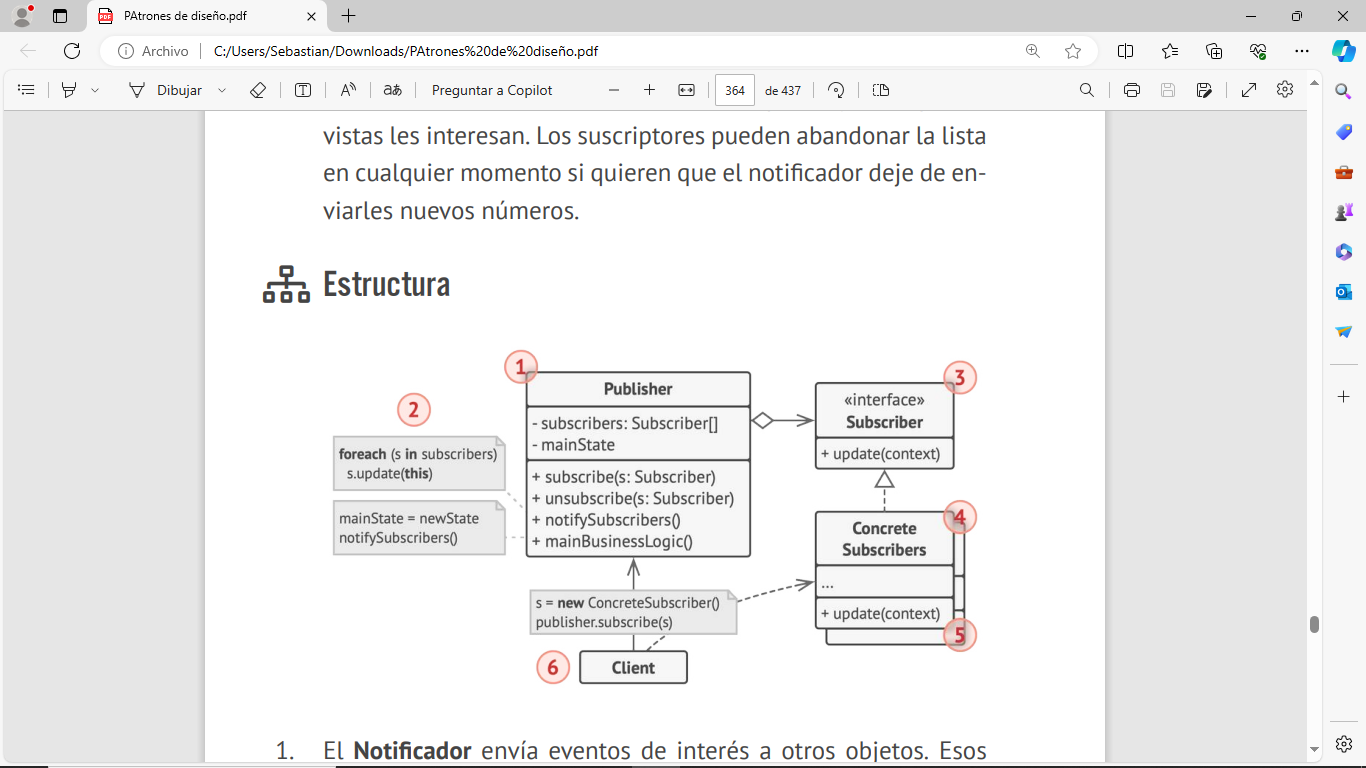 PAtrones de diseño.pdf
Archivo
C:/Users/Sebastian/Downloads/PAtrones%20de%20diseño.pdf
Dibujar
Preguntar a Copilot
364
de 437
vistas les interesan. Los suscriptores pueden abandonar la lista
en cualquier momento si quieren que el notificador deje de en-
viarles nuevos números.
Estructura
1
Publisher
- subscribers: Subscriber[]
- mainState
+ subscribe(s: Subscriber)
+ unsubscribe(s: Subscriber)
+ notifySubscribers()
+ mainBusinessLogic()
2
foreach (s in subscribers)
s.update(this)
mainState = newState
notifySubscribers()
3
«interface»
Subscriber
+ update(context)
4
Concrete
Subscribers
...
+ update(context)
5
s = new ConcreteSubscriber()
publisher.subscribe(s)
6
Client
1. El Notificador envía eventos de interés a otros objetos. Esos